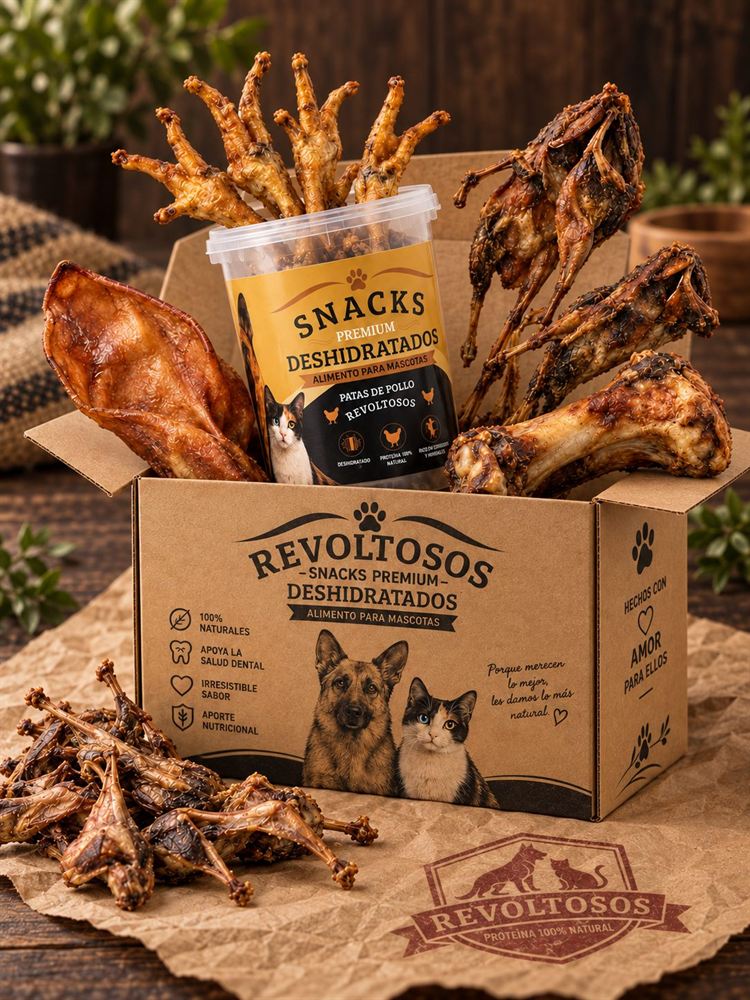 SNACKS
PREMIUM
DESHIDRATADOS
ALIMENTO PARA MASCOTAS
PATAS DE POLLO
REVOLTOSOS
DESHIDRATADO
PROTEÍNA 100%
NATURAL
Y MINERALES
REVOLTOSOS
-SNACKS PREMIUM-
DESHIDRATADOS
ALIMENTO PARA MASCOTAS
100%
NATURALES
APOYA LA
SALUD DENTAL
IRRESISTIBLE
SABOR
APORTE
NUTRICIONAL
Porque merecen
lo mejor,
les damos lo más
natural.
HECHOS CON
AMOR
PARA ELLOS
REVOLTOSOS
PROTEÍNA 100% NATURAL